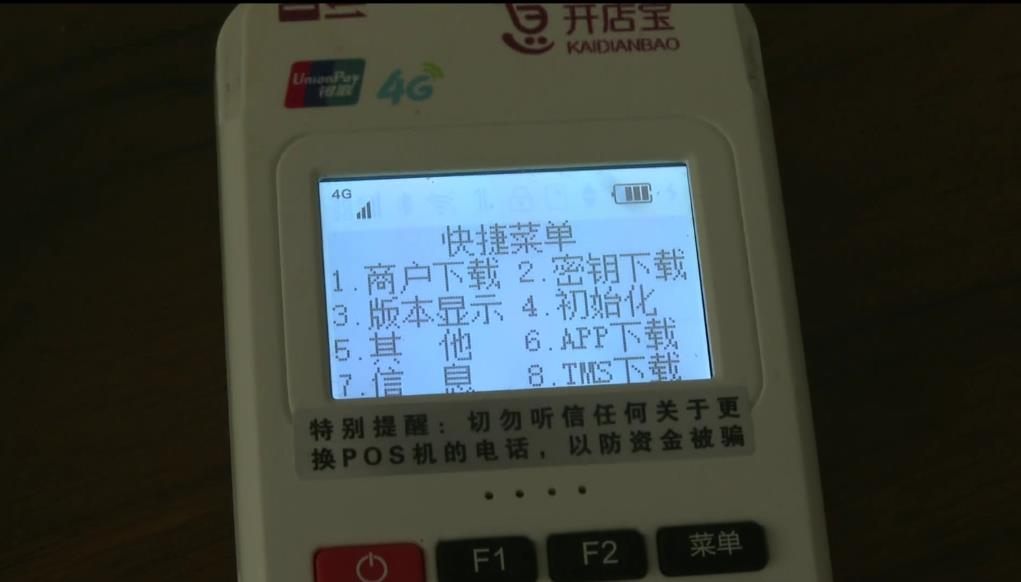 开店宝
KAIDIANBAO
UnionPay
银联
4G
4G
快捷菜单
1.商户下载 2.密钥下载
3.版本显示 4.初始化
5.其 他 6.APP下载
7.信 息 8.TMS下载
特别提醒：切勿听信任何关于更
换POS机的电话，以防资金被骗
F1 F2 菜单